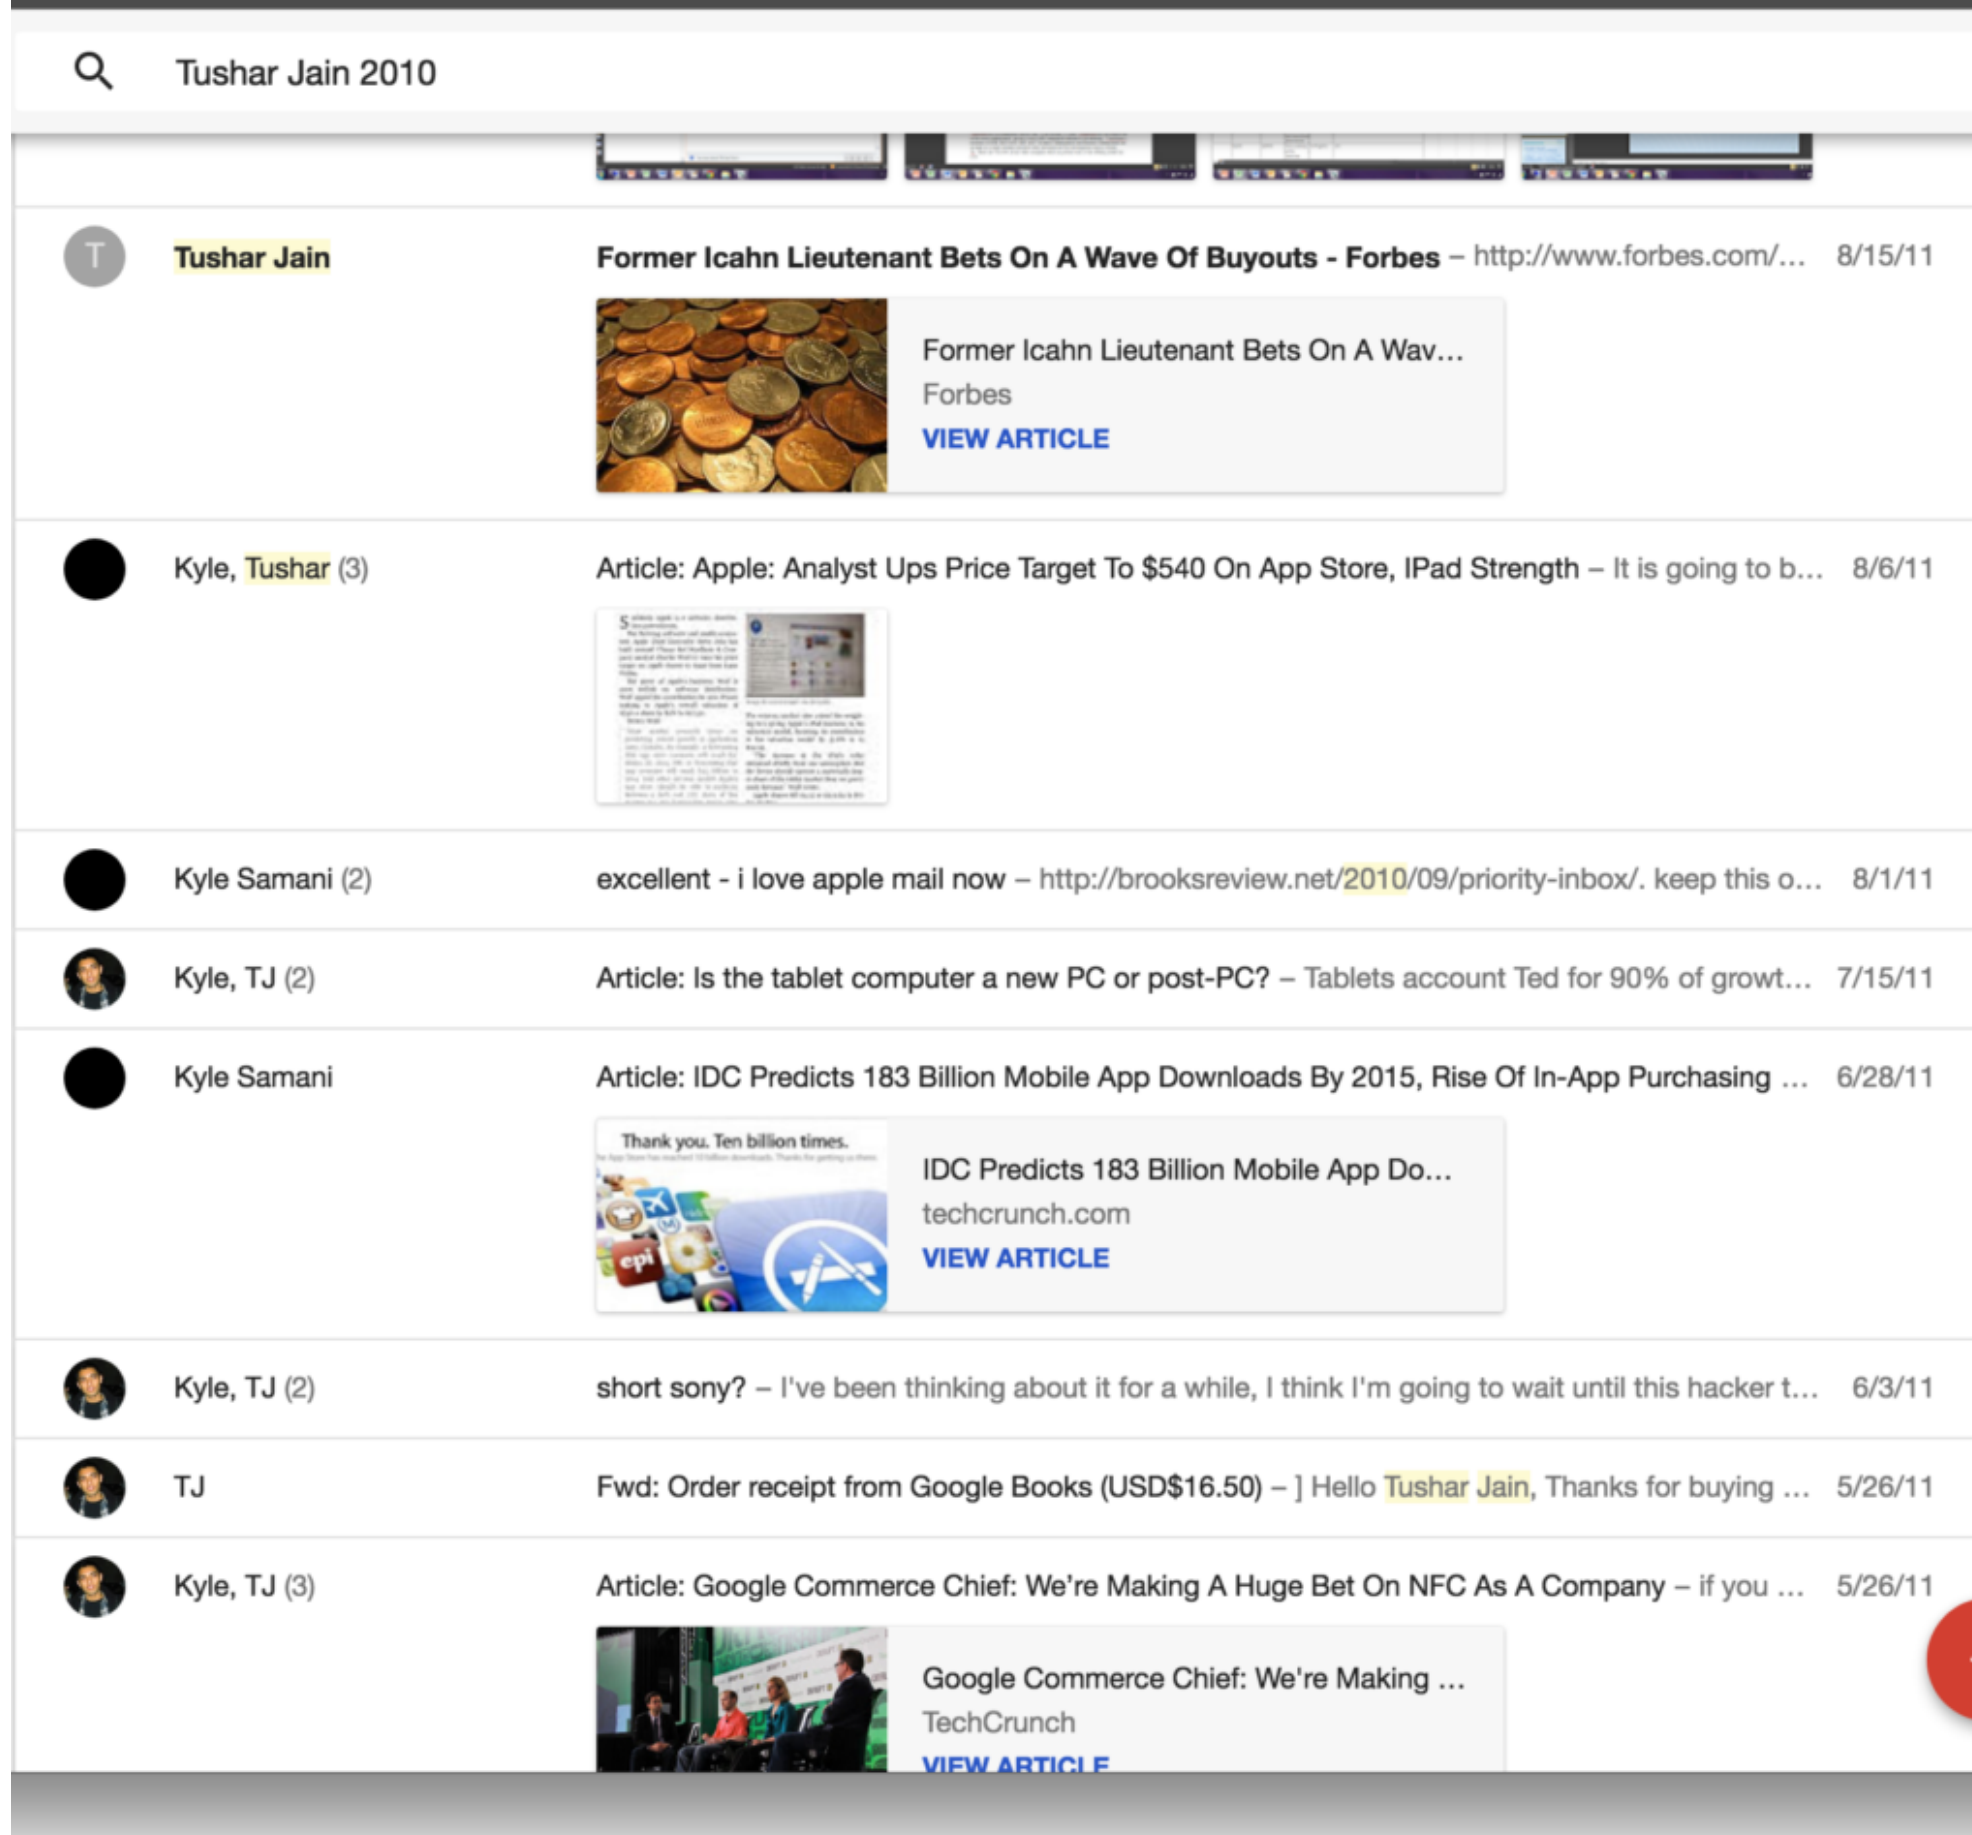 Tushar Jain 2010
T
Tushar Jain
Former Icahn Lieutenant Bets On A Wave Of Buyouts - Forbes – http://www.forbes.com/... 8/15/11
Former Icahn Lieutenant Bets On A Wav...
Forbes
VIEW ARTICLE
Kyle, Tushar (3)
Article: Apple: Analyst Ups Price Target To $540 On App Store, IPad Strength – It is going to b... 8/6/11
Kyle Samani (2)
excellent - i love apple mail now – http://brooksreview.net/2010/09/priority-inbox/. keep this o... 8/1/11
Kyle, TJ (2)
Article: Is the tablet computer a new PC or post-PC? – Tablets account Ted for 90% of growt... 7/15/11
Kyle Samani
Article: IDC Predicts 183 Billion Mobile App Downloads By 2015, Rise Of In-App Purchasing ... 6/28/11
Thank you. Ten billion times.
epi
IDC Predicts 183 Billion Mobile App Do...
techcrunch.com
VIEW ARTICLE
Kyle, TJ (2)
short sony? – I've been thinking about it for a while, I think I'm going to wait until this hacker t... 6/3/11
TJ
Fwd: Order receipt from Google Books (USD$16.50) – ] Hello Tushar Jain, Thanks for buying ... 5/26/11
Kyle, TJ (3)
Article: Google Commerce Chief: We're Making A Huge Bet On NFC As A Company – if you ... 5/26/11
Google Commerce Chief: We're Making ...
TechCrunch
VIEW ARTICLE